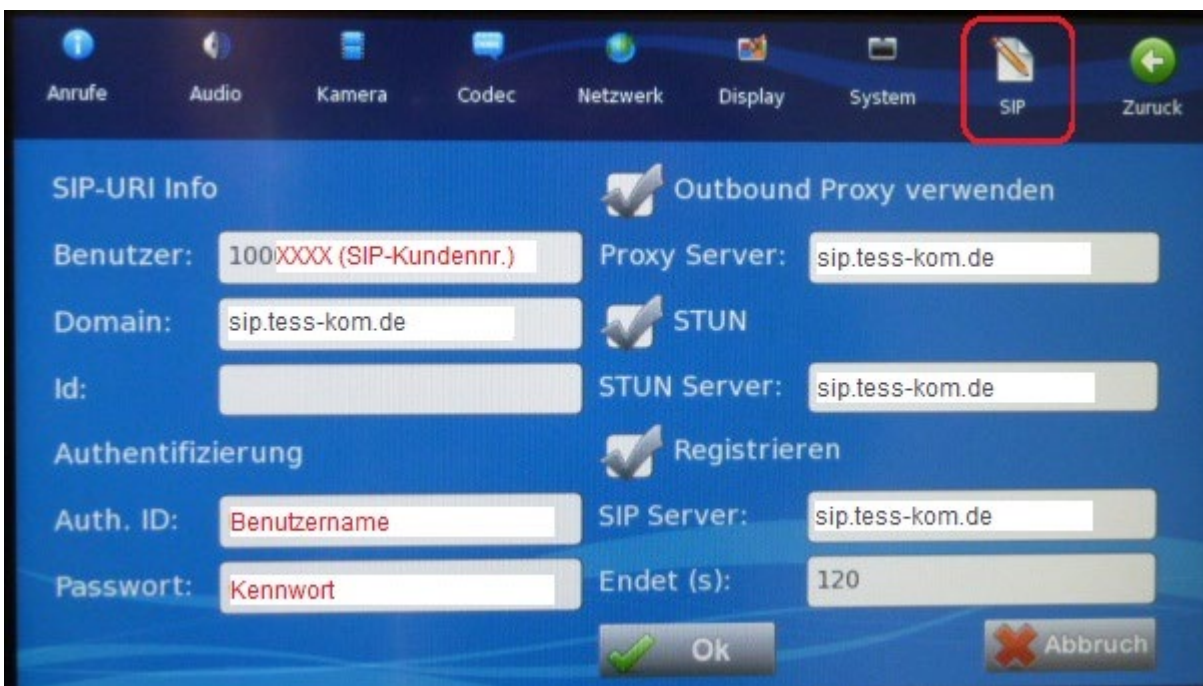 Anrufe Audio Kamera Codec Netzwerk Display System SIP Zuruck
SIP-URI Info
Benutzer: 100XXXX (SIP-Kundennr.)
Domain: sip.tess-kom.de
Id:
Authentifizierung
Auth. ID: Benutzername
Passwort: Kennwort
Outbound Proxy verwenden
Proxy Server: sip.tess-kom.de
STUN
STUN Server: sip.tess-kom.de
Registrieren
SIP Server: sip.tess-kom.de
Endet (s): 120
Ok Abbruch